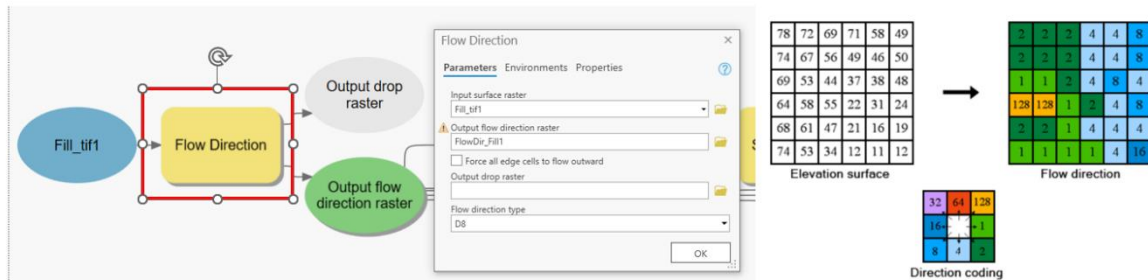 Fill_tif1
Flow Direction
Output drop
raster
Output flow
direction raster
S
Flow Direction
Parameters Environments Properties
Input surface raster
Fill_tif1
Output flow direction raster
FlowDir_Fill1
Force all edge cells to flow outward
Output drop raster
Flow direction type
D8
OK
78 72 69 71 58 49
74 67 56 49 46 50
69 53 44 37 38 48
64 58 55 22 31 24
68 61 47 21 16 19
74 53 34 12 11 12
Elevation surface
2 2 2 4 4 8
2 2 2 4 4 8
1 1 2 4 8 4
128 128 1 2 4 8
2 2 1 4 4 4
1 1 1 1 4 16
Flow direction
32 64 128
16 1
8 4 2
Direction coding